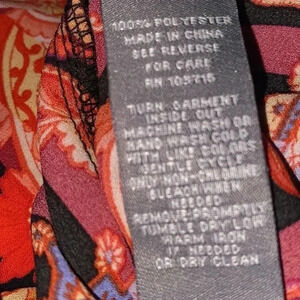 100% POLYESTER
MADE IN CHINA
SEE REVERSE
FOR CARE
RN 103715
TURN GARMENT
INSIDE OUT
MACHINE WASH OR
HAND WASH COLD
WITH LIKE COLORS
GENTLE CYCLE
ONLY NON-CHLORINE
BLEACH WHEN
NEEDED
REMOVE PROMPTLY
TUMBLE DRY LOW
WARM IRON
IF NEEDED
OR DRY CLEAN